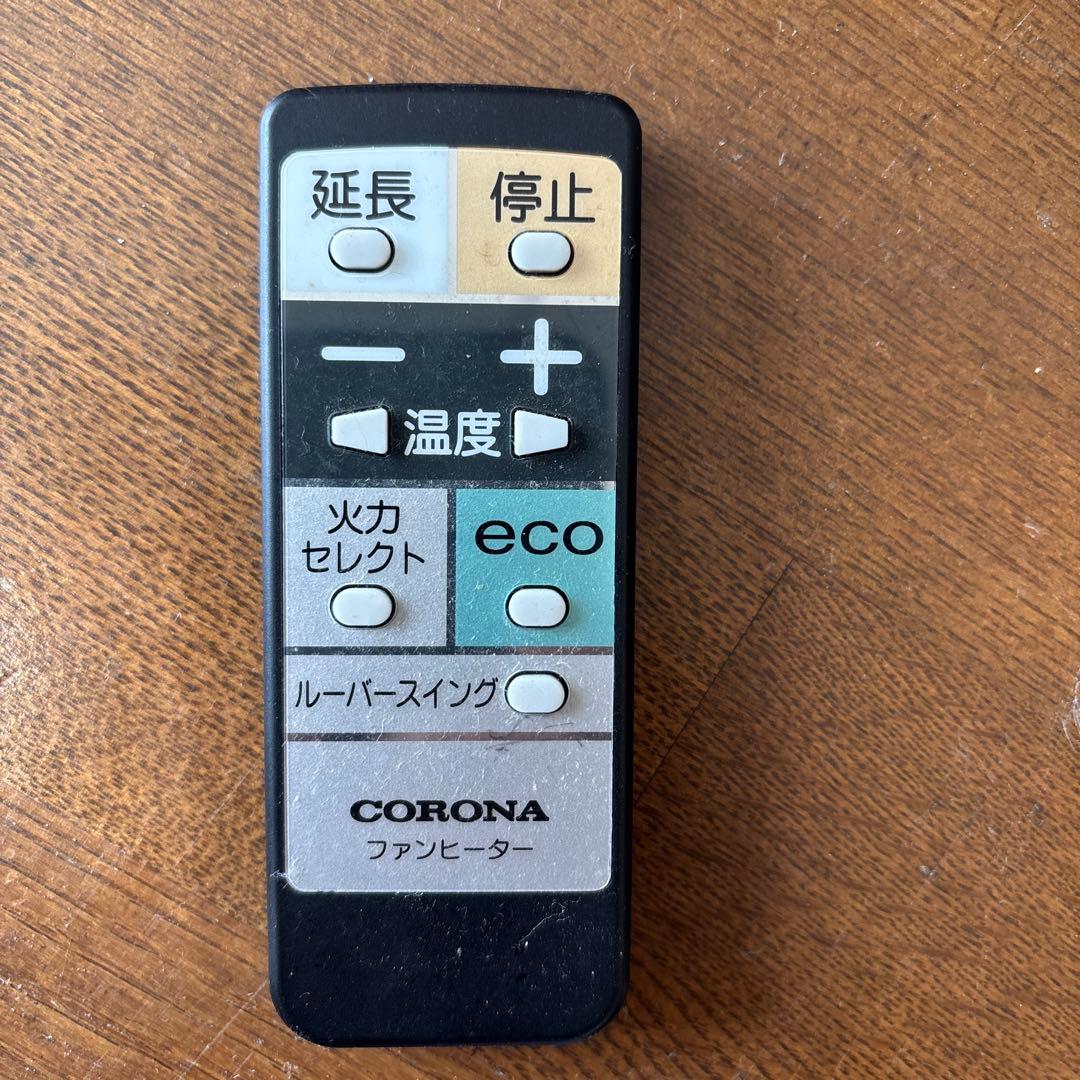 延長 停止
− +
温度
火力
セレクト
eco
ルーバースイング
CORONA
ファンヒーター